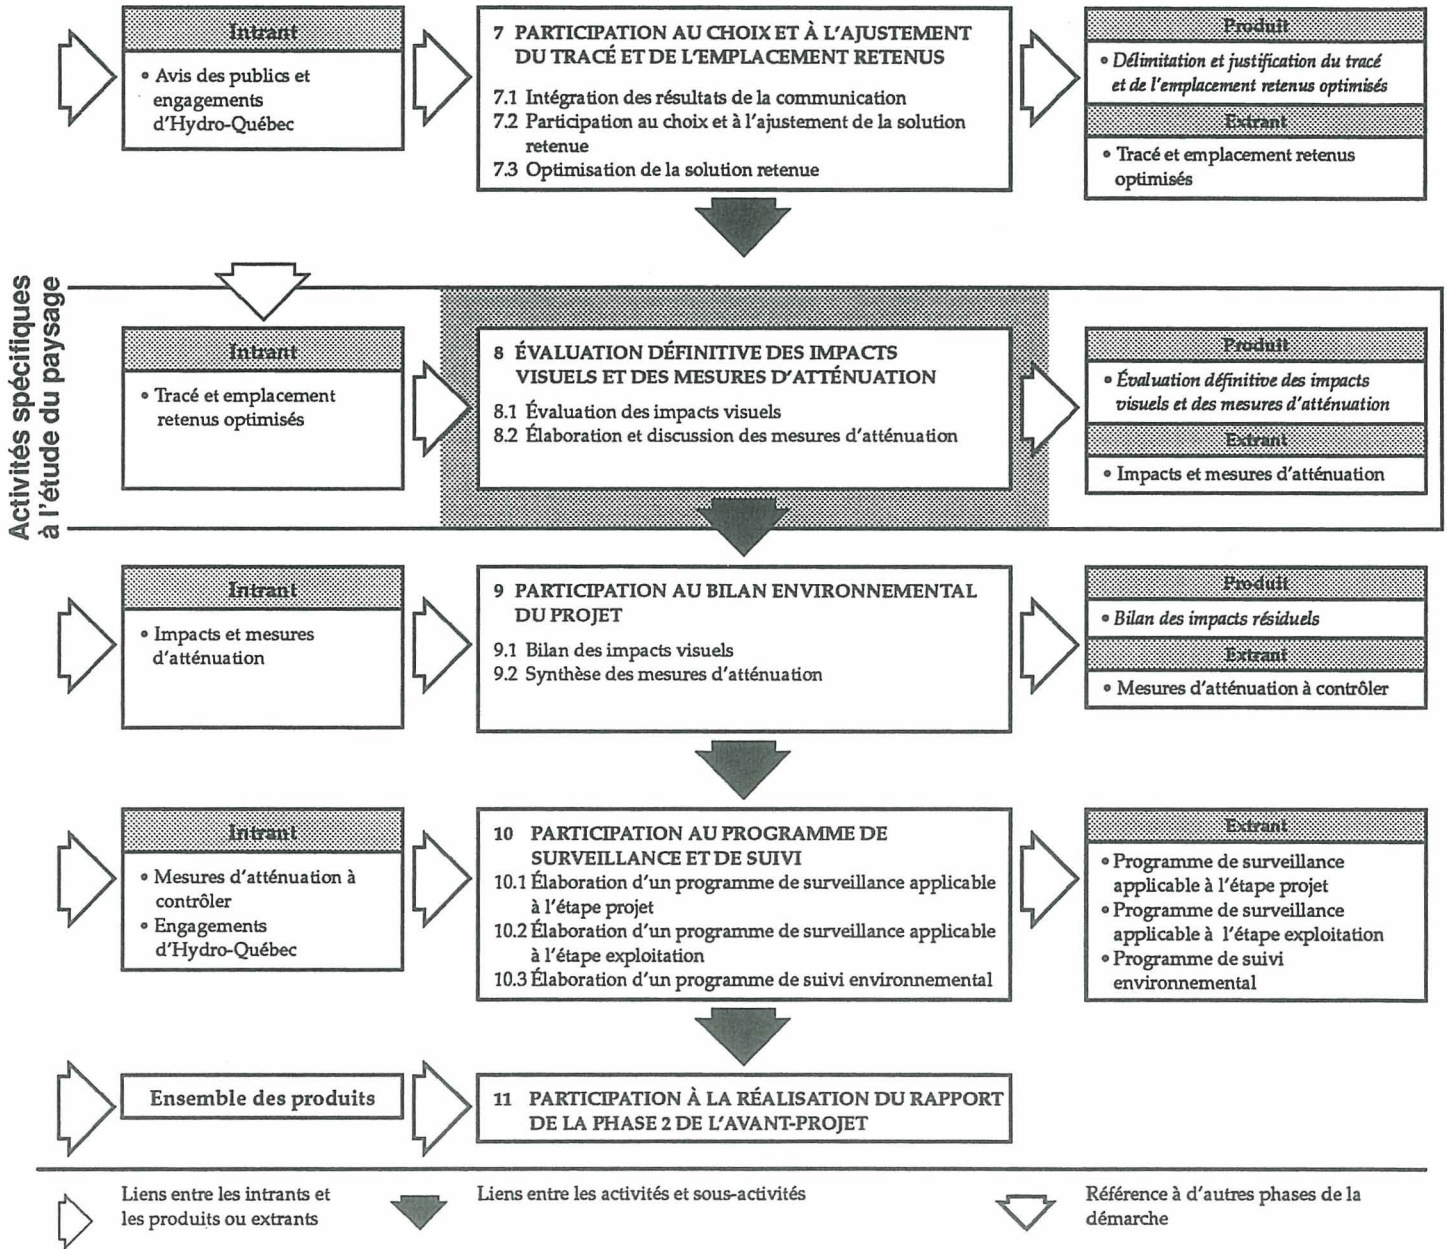 Intrant
• Avis des publics et
engagements
d'Hydro-Québec
7 PARTICIPATION AU CHOIX ET À L'AJUSTEMENT
DU TRACÉ ET DE L'EMPLACEMENT RETENUS
7.1 Intégration des résultats de la communication
7.2 Participation au choix et à l'ajustement de la solution
retenue
7.3 Optimisation de la solution retenue
Produit
• Délimitation et justification du tracé
et de l'emplacement retenus optimisés
Extrant
• Tracé et emplacement retenus
optimisés
Activités spécifiques
à l'étude du paysage
Intrant
• Tracé et emplacement
retenus optimisés
8 ÉVALUATION DÉFINITIVE DES IMPACTS
VISUELS ET DES MESURES D'ATTÉNUATION
8.1 Évaluation des impacts visuels
8.2 Élaboration et discussion des mesures d'atténuation
Produit
• Évaluation définitive des impacts
visuels et des mesures d'atténuation
Extrant
• Impacts et mesures d'atténuation
Intrant
• Impacts et mesures
d'atténuation
9 PARTICIPATION AU BILAN ENVIRONNEMENTAL
DU PROJET
9.1 Bilan des impacts visuels
9.2 Synthèse des mesures d'atténuation
Produit
• Bilan des impacts résiduels
Extrant
• Mesures d'atténuation à contrôler
Intrant
• Mesures d'atténuation à
contrôler
• Engagements
d'Hydro-Québec
10 PARTICIPATION AU PROGRAMME DE
SURVEILLANCE ET DE SUIVI
10.1 Élaboration d'un programme de surveillance applicable
à l'étape projet
10.2 Élaboration d'un programme de surveillance applicable
à l'étape exploitation
10.3 Élaboration d'un programme de suivi environnemental
Extrant
• Programme de surveillance
applicable à l'étape projet
• Programme de surveillance
applicable à l'étape exploitation
• Programme de suivi
environnemental
Ensemble des produits
11 PARTICIPATION À LA RÉALISATION DU RAPPORT
DE LA PHASE 2 DE L'AVANT-PROJET
Liens entre les intrants et
les produits ou extrants
Liens entre les activités et sous-activités
Référence à d'autres phases de la
démarche